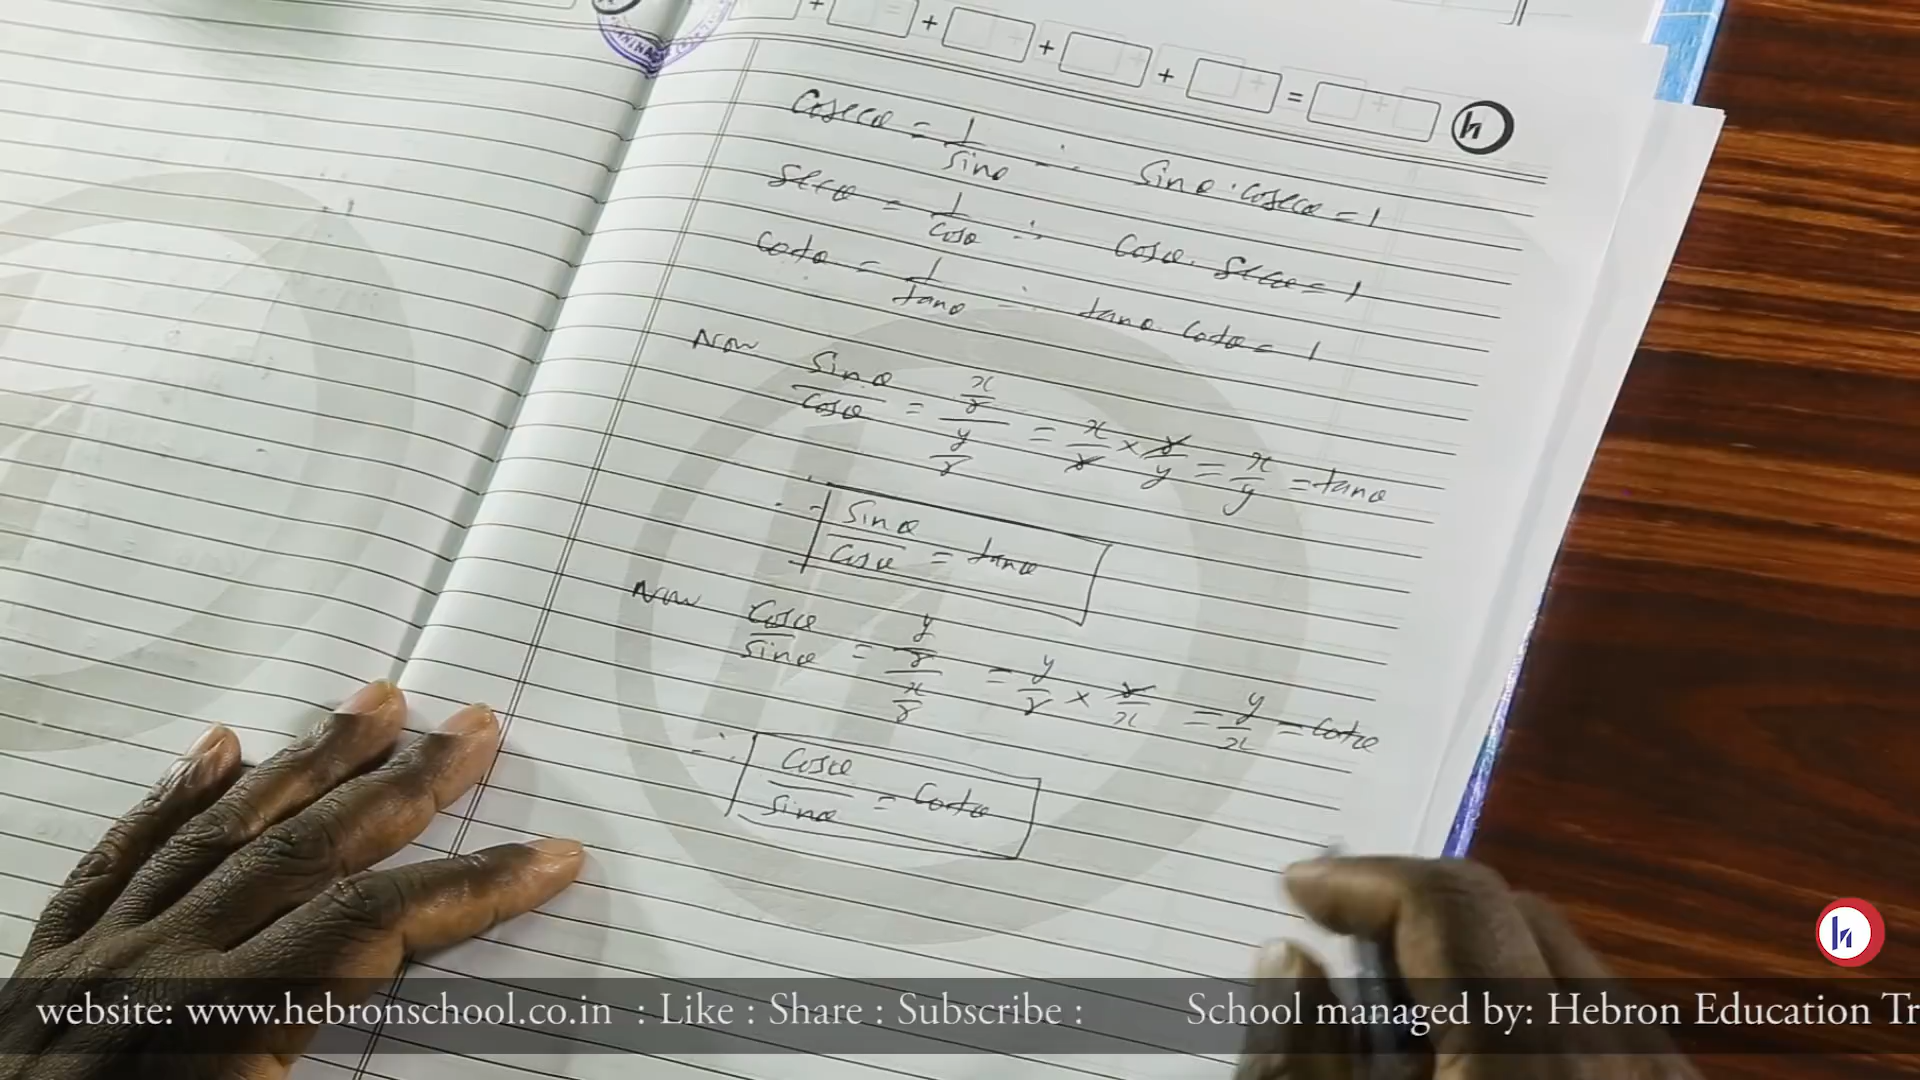 + + + + =
h
Cosecθ = 1/Sinθ ∴ Sinθ · Cosecθ = 1
Secθ = 1/Cosθ ∴ Cosθ · Secθ = 1
Cotθ = 1/tanθ ∴ tanθ · Cotθ = 1
Now Sinθ/Cosθ = (x/r)/(y/r) = x/r × r/y = x/y = tanθ
∴ Sinθ/Cosθ = tanθ
Now Cosθ/Sinθ = (y/r)/(x/r) = y/r × r/x = y/x = Cotθ
∴ Cosθ/Sinθ = Cotθ
h
website: www.hebronschool.co.in : Like : Share : Subscribe : School managed by: Hebron Education Tr